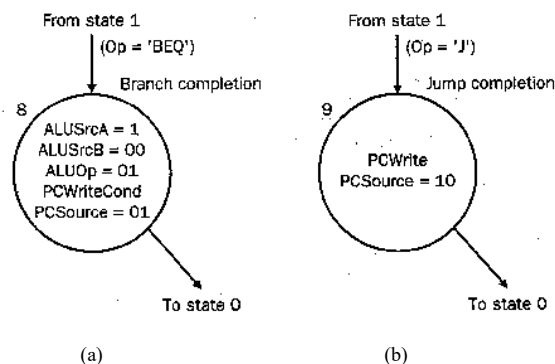 From state 1
(Op = 'BEQ')
Branch completion
8
ALUSrcA = 1
ALUSrcB = 00
ALUOp = 01
PCWriteCond
PCSource = 01
To state 0
(a)
From state 1
(Op = 'J')
Jump completion
9
PCWrite
PCSource = 10
To state 0
(b)